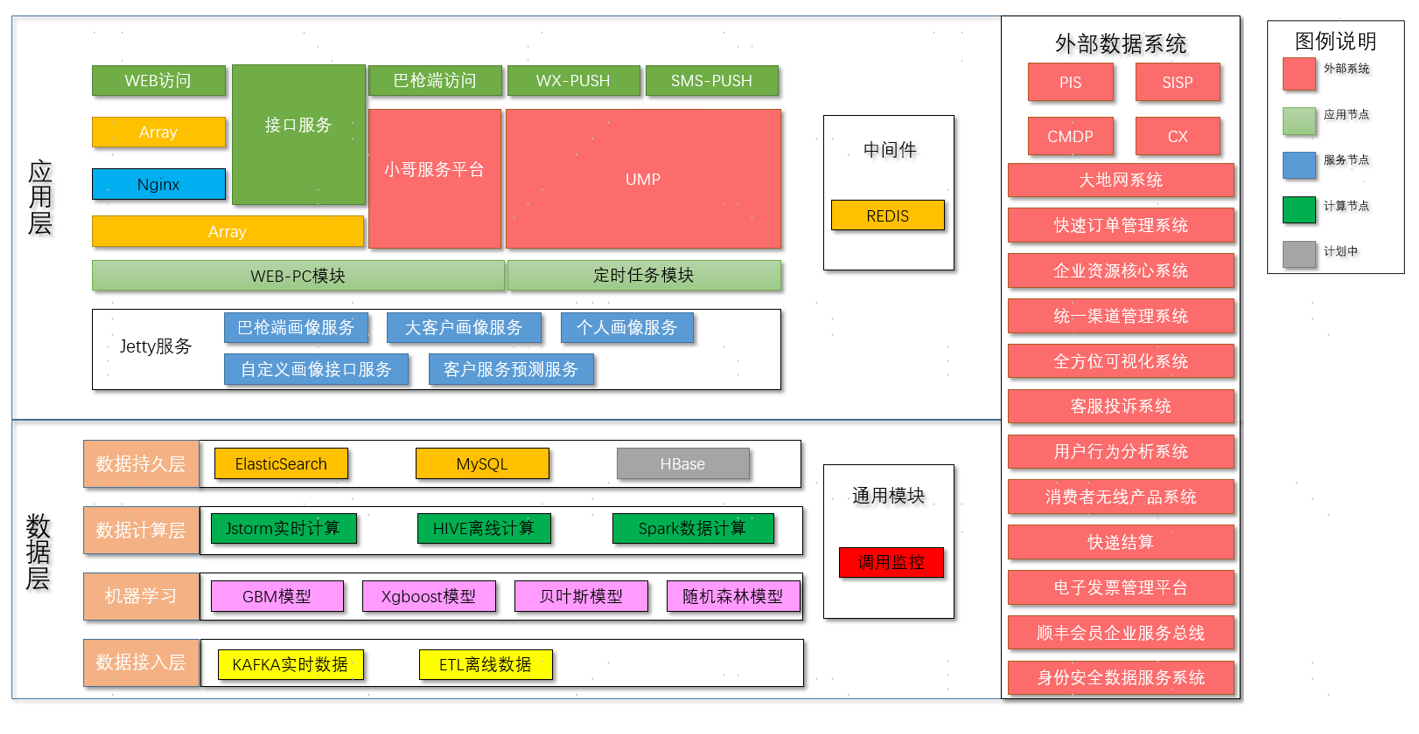 应用层
WEB访问
接口服务
巴枪端访问
WX-PUSH
SMS-PUSH
Array
小哥服务平台
UMP
Nginx
Array
WEB-PC模块
定时任务模块
Jetty服务
巴枪端画像服务
大客户画像服务
个人画像服务
自定义画像接口服务
客户服务预测服务
中间件
REDIS
数据层
数据持久层
ElasticSearch
MySQL
HBase
数据计算层
Jstorm实时计算
HIVE离线计算
Spark数据计算
机器学习
GBM模型
Xgboost模型
贝叶斯模型
随机森林模型
数据接入层
KAFKA实时数据
ETL离线数据
通用模块
调用监控
外部数据系统
PIS
SISP
CMDP
CX
大地网系统
快速订单管理系统
企业资源核心系统
统一渠道管理系统
全方位可视化系统
客服投诉系统
用户行为分析系统
消费者无线产品系统
快递结算
电子发票管理平台
顺丰会员企业服务总线
身份安全数据服务系统
图例说明
外部系统
应用节点
服务节点
计算节点
计划中